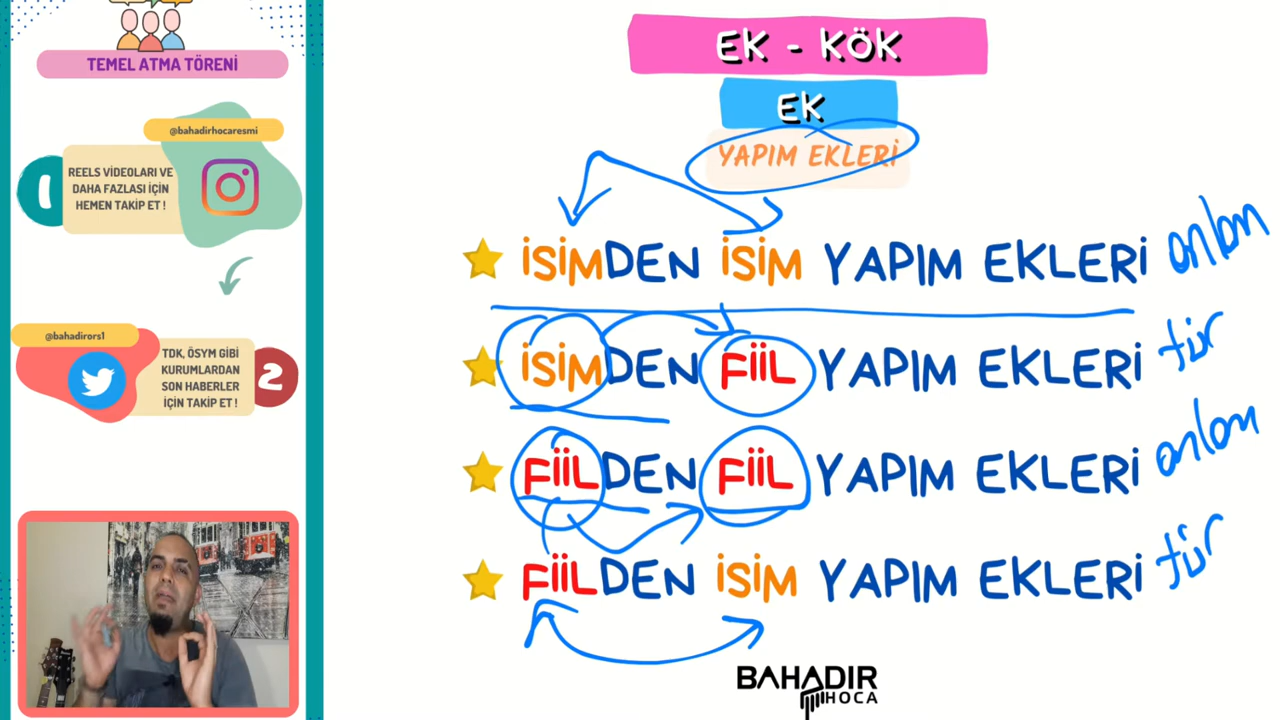 TEMEL ATMA TÖRENİ
@bahadirhocaresmi
1
REELS VİDEOLARI VE
DAHA FAZLASI İÇİN
HEMEN TAKİP ET !
@bahadirors1
TDK, ÖSYM GİBİ
KURUMLARDAN
SON HABERLER
İÇİN TAKİP ET !
2
EK - KÖK
EK
YAPIM EKLERİ
İSİMDEN İSİM YAPIM EKLERİ anlam
İSİMDEN FİİL YAPIM EKLERİ tür
FİİLDEN FİİL YAPIM EKLERİ anlam
FİİLDEN İSİM YAPIM EKLERİ tür
BAHADIR
HOCA